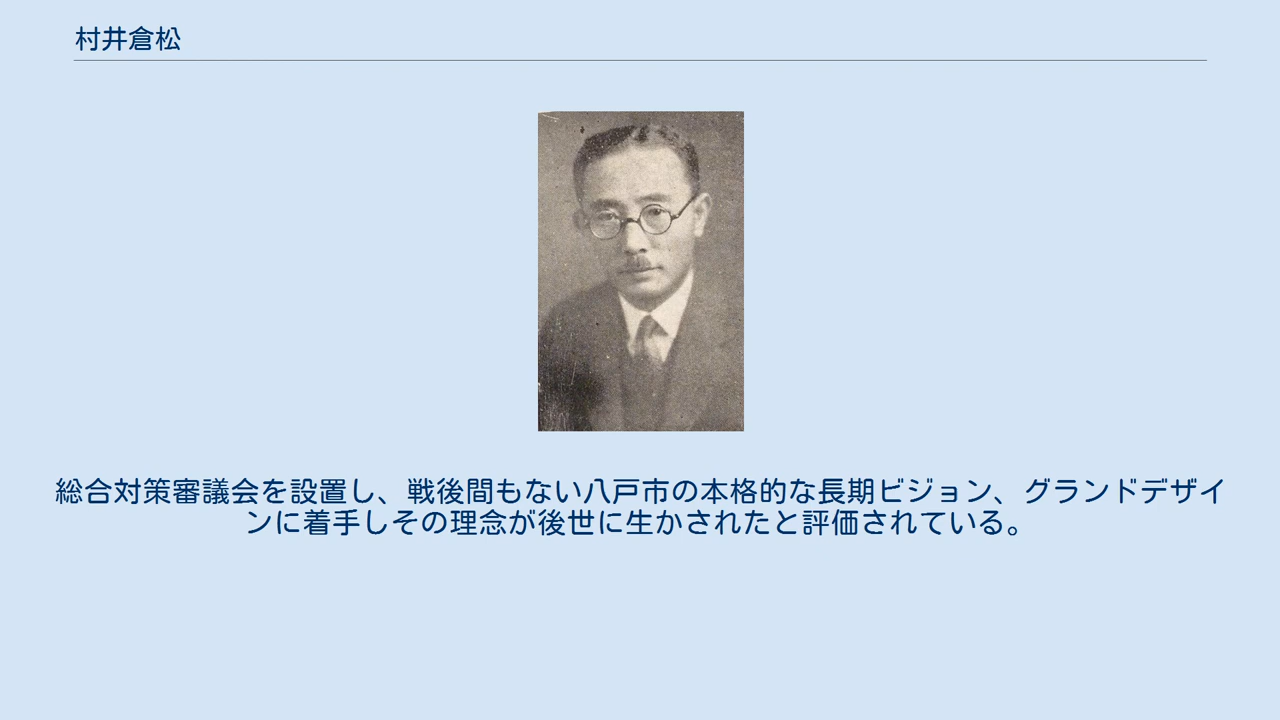 村井倉松
総合対策審議会を設置し、戦後間もない八戸市の本格的な長期ビジョン、グランドデザイ
ンに着手しその理念が後世に生かされたと評価されている。